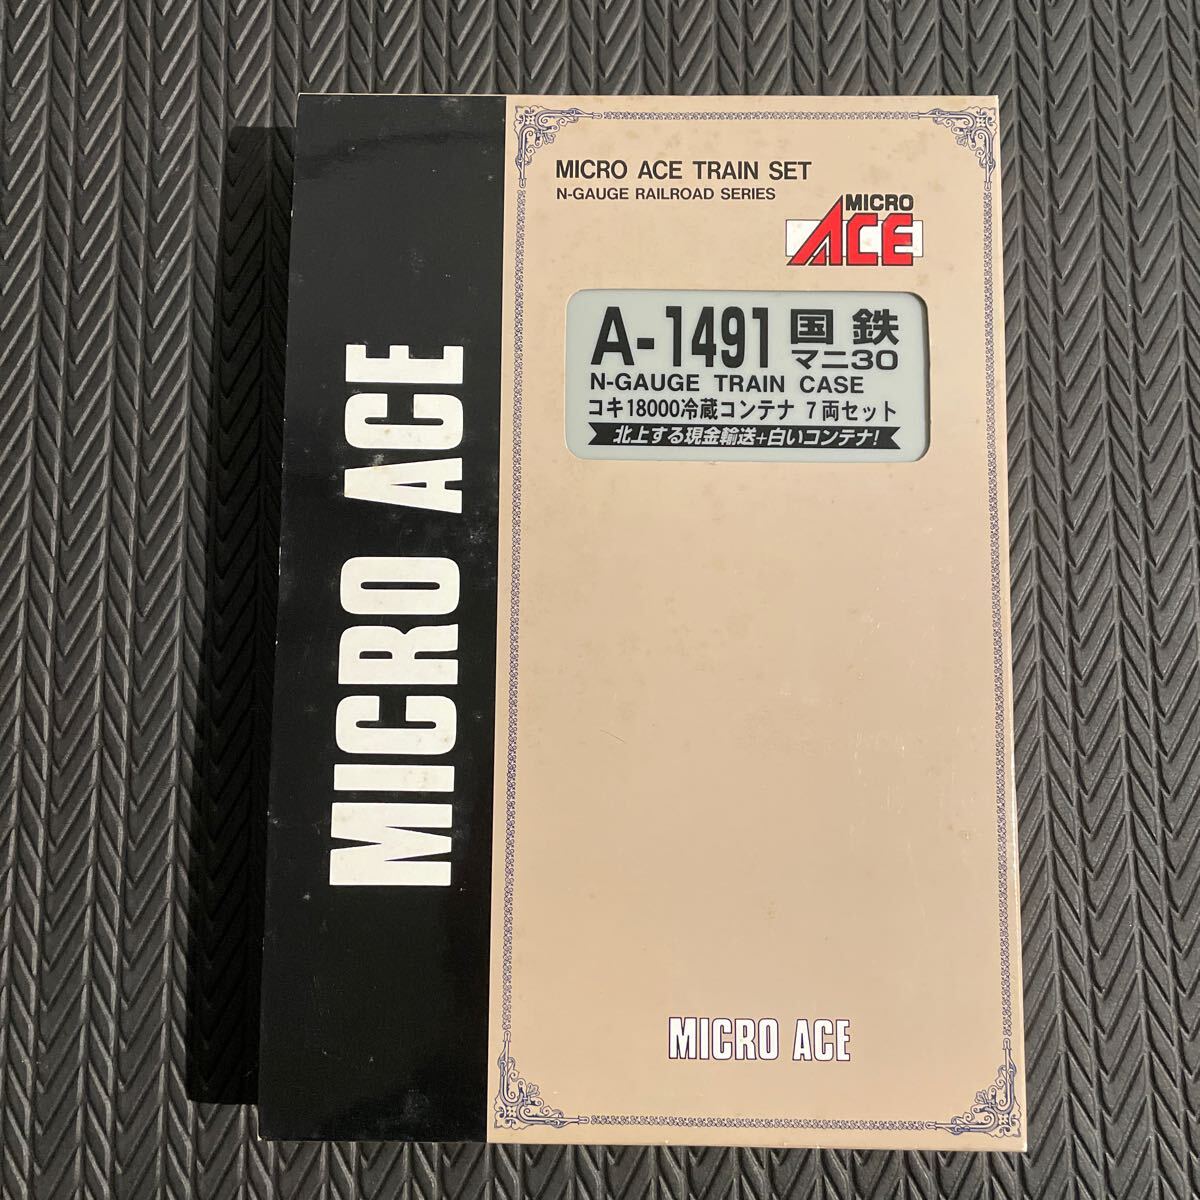 MICRO ACE
MICRO ACE TRAIN SET
N-GAUGE RAILROAD SERIES
MICRO
ACE
A-1491 国鉄
マニ30
N-GAUGE TRAIN CASE
コキ18000冷蔵コンテナ 7両セット
北上する現金輸送+白いコンテナ!
MICRO ACE